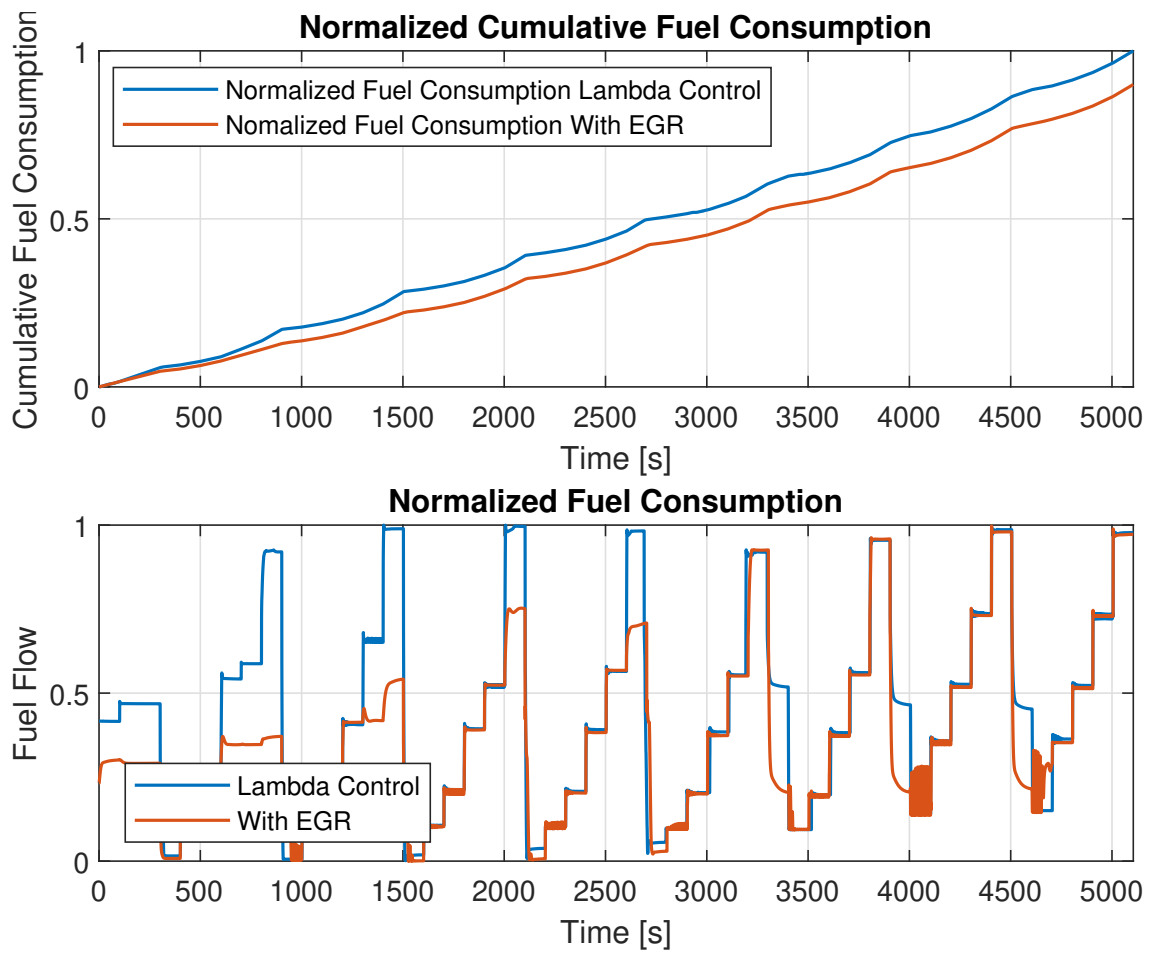 Normalized Cumulative Fuel Consumption
Cumulative Fuel Consumption
1
0.5
0
Normalized Fuel Consumption Lambda Control
Nomalized Fuel Consumption With EGR
0 500 1000 1500 2000 2500 3000 3500 4000 4500 5000
Time [s]
Normalized Fuel Consumption
Fuel Flow
1
0.5
0
Lambda Control
With EGR
0 500 1000 1500 2000 2500 3000 3500 4000 4500 5000
Time [s]